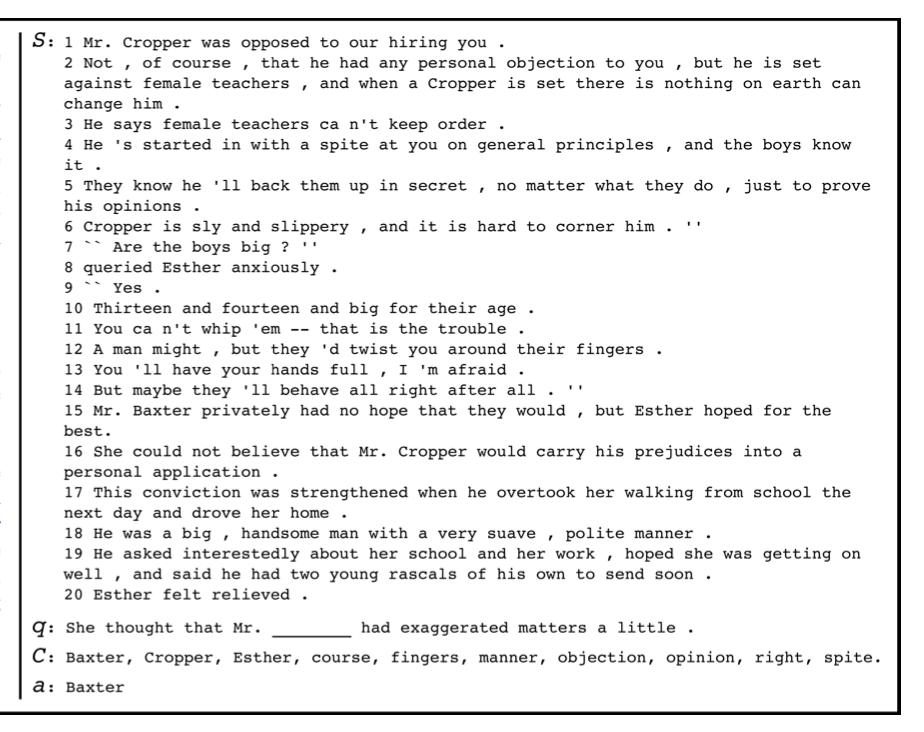 S: 1 Mr. Cropper was opposed to our hiring you .
2 Not , of course , that he had any personal objection to you , but he is set
against female teachers , and when a Cropper is set there is nothing on earth can
change him .
3 He says female teachers ca n't keep order .
4 He 's started in with a spite at you on general principles , and the boys know
it .
5 They know he 'll back them up in secret , no matter what they do , just to prove
his opinions .
6 Cropper is sly and slippery , and it is hard to corner him . ''
7 `` Are the boys big ? ''
8 queried Esther anxiously .
9 `` Yes .
10 Thirteen and fourteen and big for their age .
11 You ca n't whip 'em -- that is the trouble .
12 A man might , but they 'd twist you around their fingers .
13 You 'll have your hands full , I 'm afraid .
14 But maybe they 'll behave all right after all . ''
15 Mr. Baxter privately had no hope that they would , but Esther hoped for the
best.
16 She could not believe that Mr. Cropper would carry his prejudices into a
personal application .
17 This conviction was strengthened when he overtook her walking from school the
next day and drove her home .
18 He was a big , handsome man with a very suave , polite manner .
19 He asked interestedly about her school and her work , hoped she was getting on
well , and said he had two young rascals of his own to send soon .
20 Esther felt relieved .
q: She thought that Mr. ________ had exaggerated matters a little .
C: Baxter, Cropper, Esther, course, fingers, manner, objection, opinion, right, spite.
a: Baxter